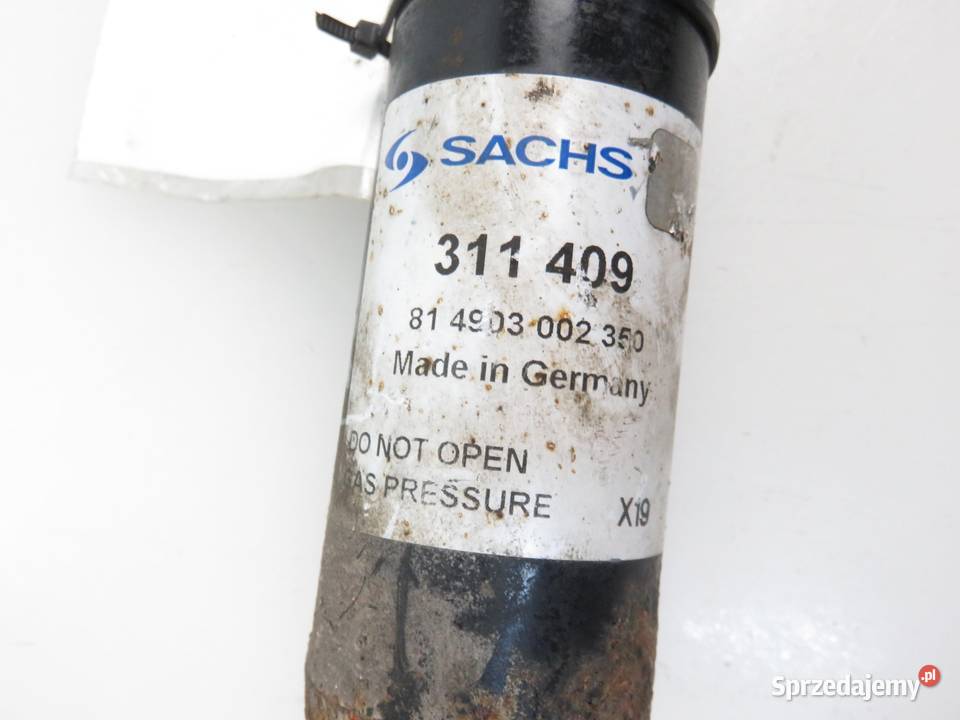 SACHS
311 409
81 4903 002 350
Made in Germany
DO NOT OPEN
GAS PRESSURE X19
Sprzedajemy.pl